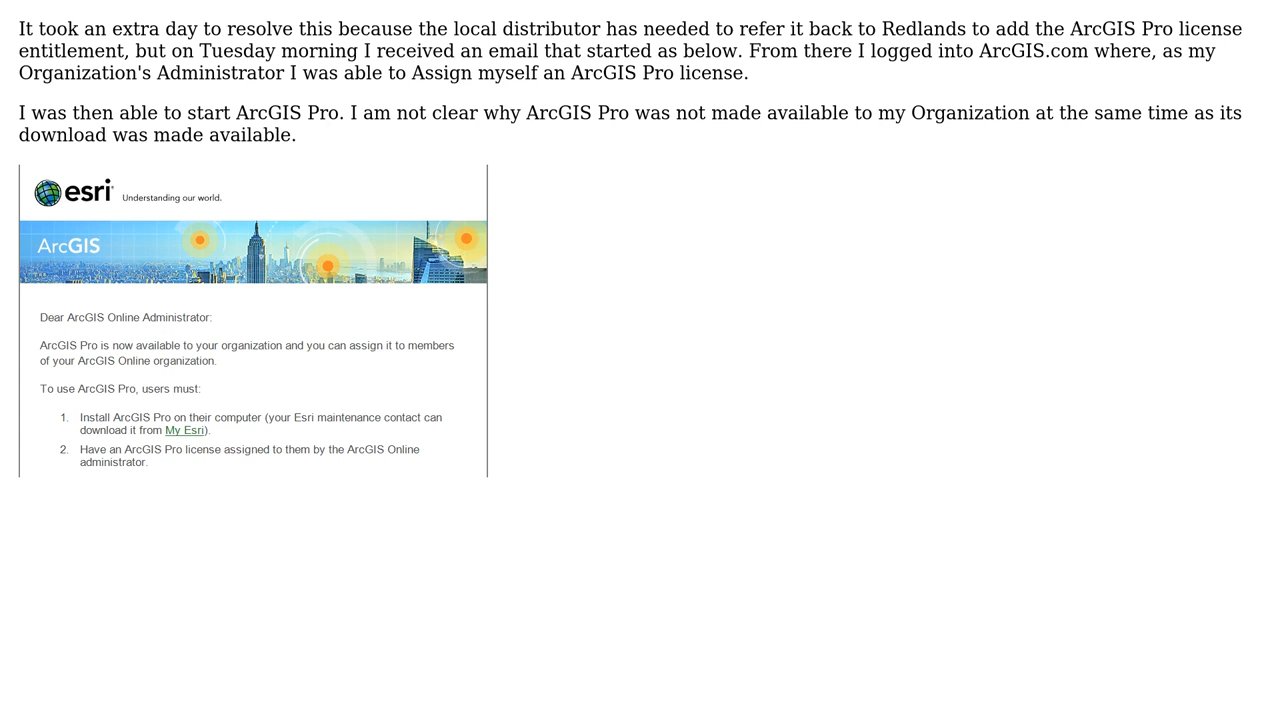 It took an extra day to resolve this because the local distributor has needed to refer it back to Redlands to add the ArcGIS Pro license
entitlement, but on Tuesday morning I received an email that started as below. From there I logged into ArcGIS.com where, as my
Organization's Administrator I was able to Assign myself an ArcGIS Pro license.
I was then able to start ArcGIS Pro. I am not clear why ArcGIS Pro was not made available to my Organization at the same time as its
download was made available.
esri Understanding our world.
ArcGIS
Dear ArcGIS Online Administrator:
ArcGIS Pro is now available to your organization and you can assign it to members
of your ArcGIS Online organization.
To use ArcGIS Pro, users must:
1. Install ArcGIS Pro on their computer (your Esri maintenance contact can
download it from My Esri).
2. Have an ArcGIS Pro license assigned to them by the ArcGIS Online
administrator.